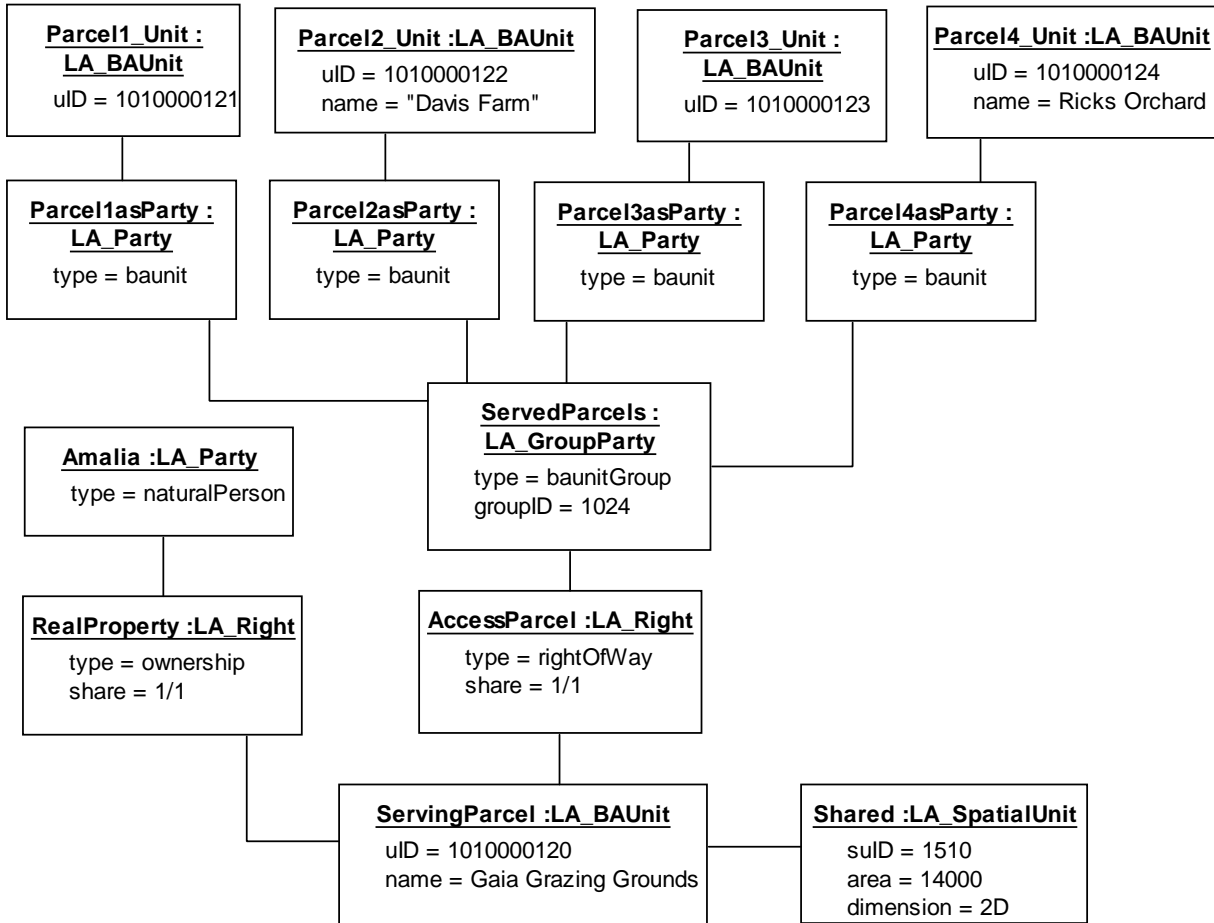 Parcel1_Unit :
LA_BAUnit
uID = 1010000121
Parcel2_Unit :LA_BAUnit
uID = 1010000122
name = "Davis Farm"
Parcel3_Unit :
LA_BAUnit
uID = 1010000123
Parcel4_Unit :LA_BAUnit
uID = 1010000124
name = Ricks Orchard
Parcel1asParty :
LA_Party
type = baunit
Parcel2asParty :
LA_Party
type = baunit
Parcel3asParty :
LA_Party
type = baunit
Parcel4asParty :
LA_Party
type = baunit
ServedParcels :
LA_GroupParty
type = baunitGroup
groupID = 1024
Amalia :LA_Party
type = naturalPerson
RealProperty :LA_Right
type = ownership
share = 1/1
AccessParcel :LA_Right
type = rightOfWay
share = 1/1
ServingParcel :LA_BAUnit
uID = 1010000120
name = Gaia Grazing Grounds
Shared :LA_SpatialUnit
suID = 1510
area = 14000
dimension = 2D